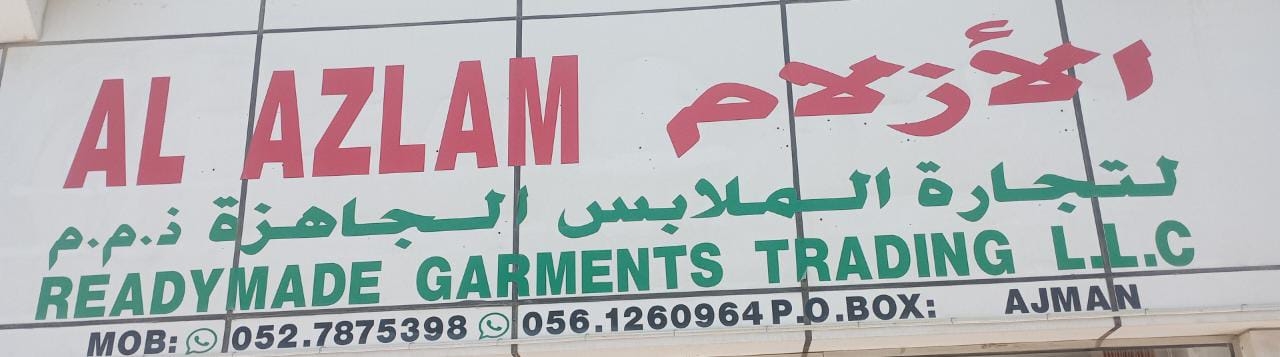 AL AZLAM الأزلام
لتجارة الملابس الجاهزة ذ.م.م
READYMADE GARMENTS TRADING L.L.C
MOB: 052.7875398 056.1260964 P.O.BOX: AJMAN